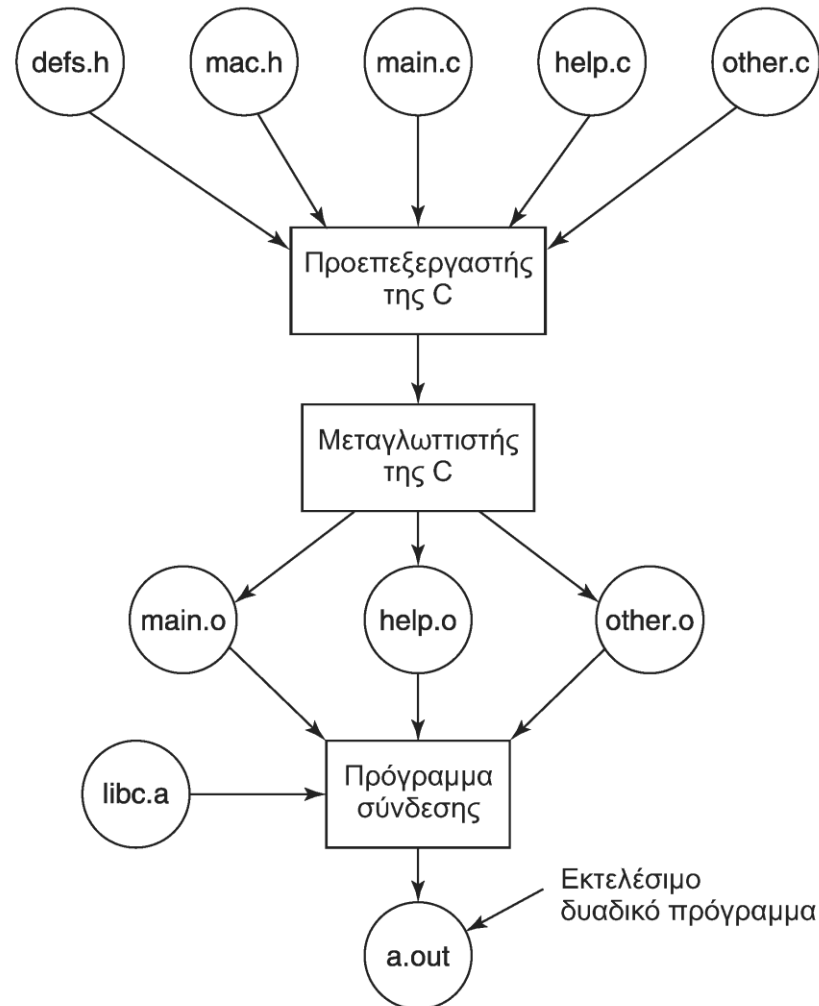 defs.h
mac.h
main.c
help.c
other.c
Προεπεξεργαστής
της C
Μεταγλωττιστής
της C
main.o
help.o
other.o
libc.a
Πρόγραμμα
σύνδεσης
Εκτελέσιμο
δυαδικό πρόγραμμα
a.out